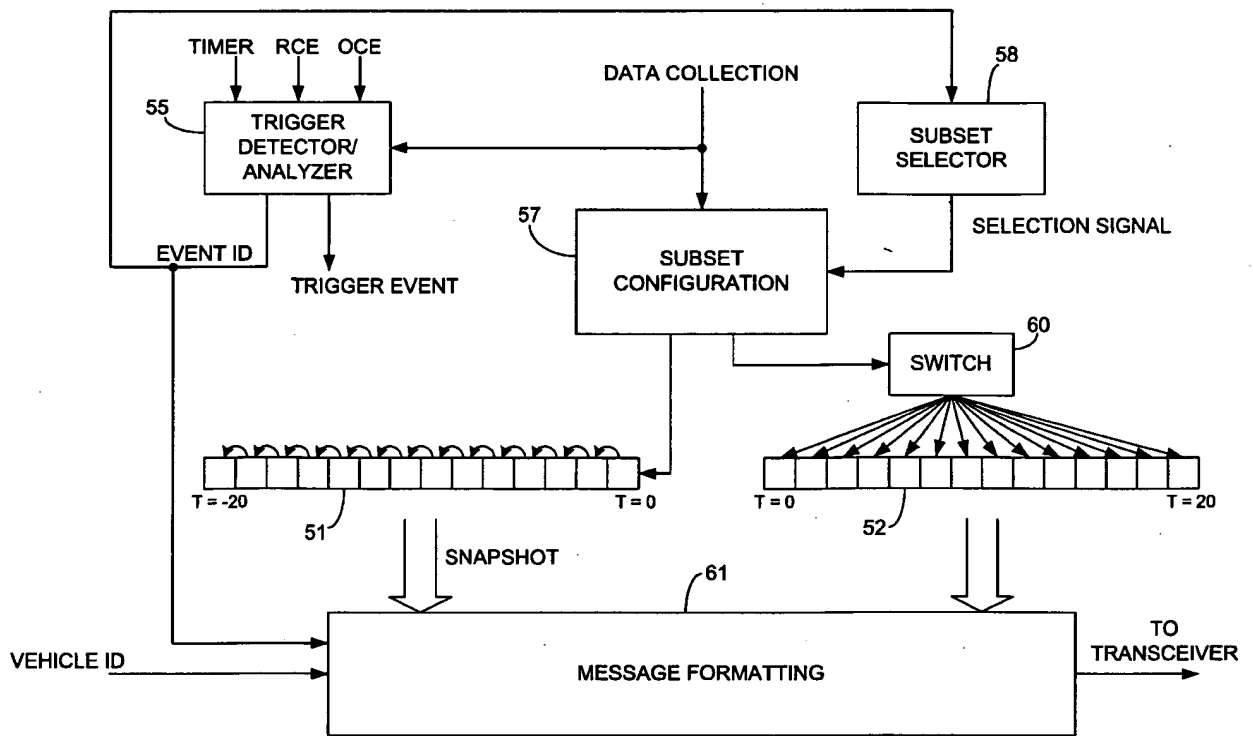 TIMER RCE OCE
DATA COLLECTION
58
55
TRIGGER
DETECTOR/
ANALYZER
SUBSET
SELECTOR
57
SELECTION SIGNAL
EVENT ID
TRIGGER EVENT
SUBSET
CONFIGURATION
60
SWITCH
T = -20
T = 0
51
T = 0
T = 20
52
SNAPSHOT
61
VEHICLE ID
MESSAGE FORMATTING
TO
TRANSCEIVER